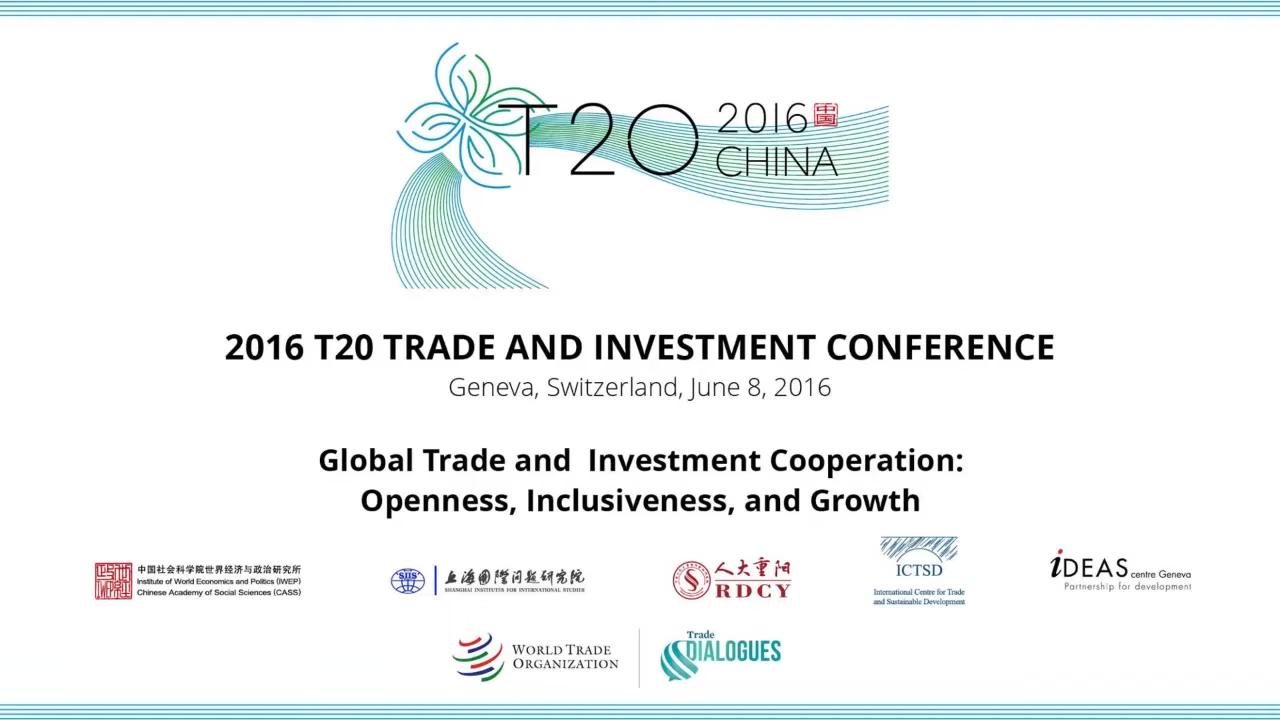 T20 2016 中国
CHINA
2016 T20 TRADE AND INVESTMENT CONFERENCE
Geneva, Switzerland, June 8, 2016
Global Trade and Investment Cooperation:
Openness, Inclusiveness, and Growth
中国社会科学院世界经济与政治研究所
Institute of World Economics and Politics (IWEP)
Chinese Academy of Social Sciences (CASS)
SIIS
上海国际问题研究院
SHANGHAI INSTITUTES FOR INTERNATIONAL STUDIES
人大重阳
RDCY
ICTSD
International Centre for Trade
and Sustainable Development
iDEAS centre Geneva
Partnership for development
WORLD TRADE
ORGANIZATION
Trade
DIALOGUES